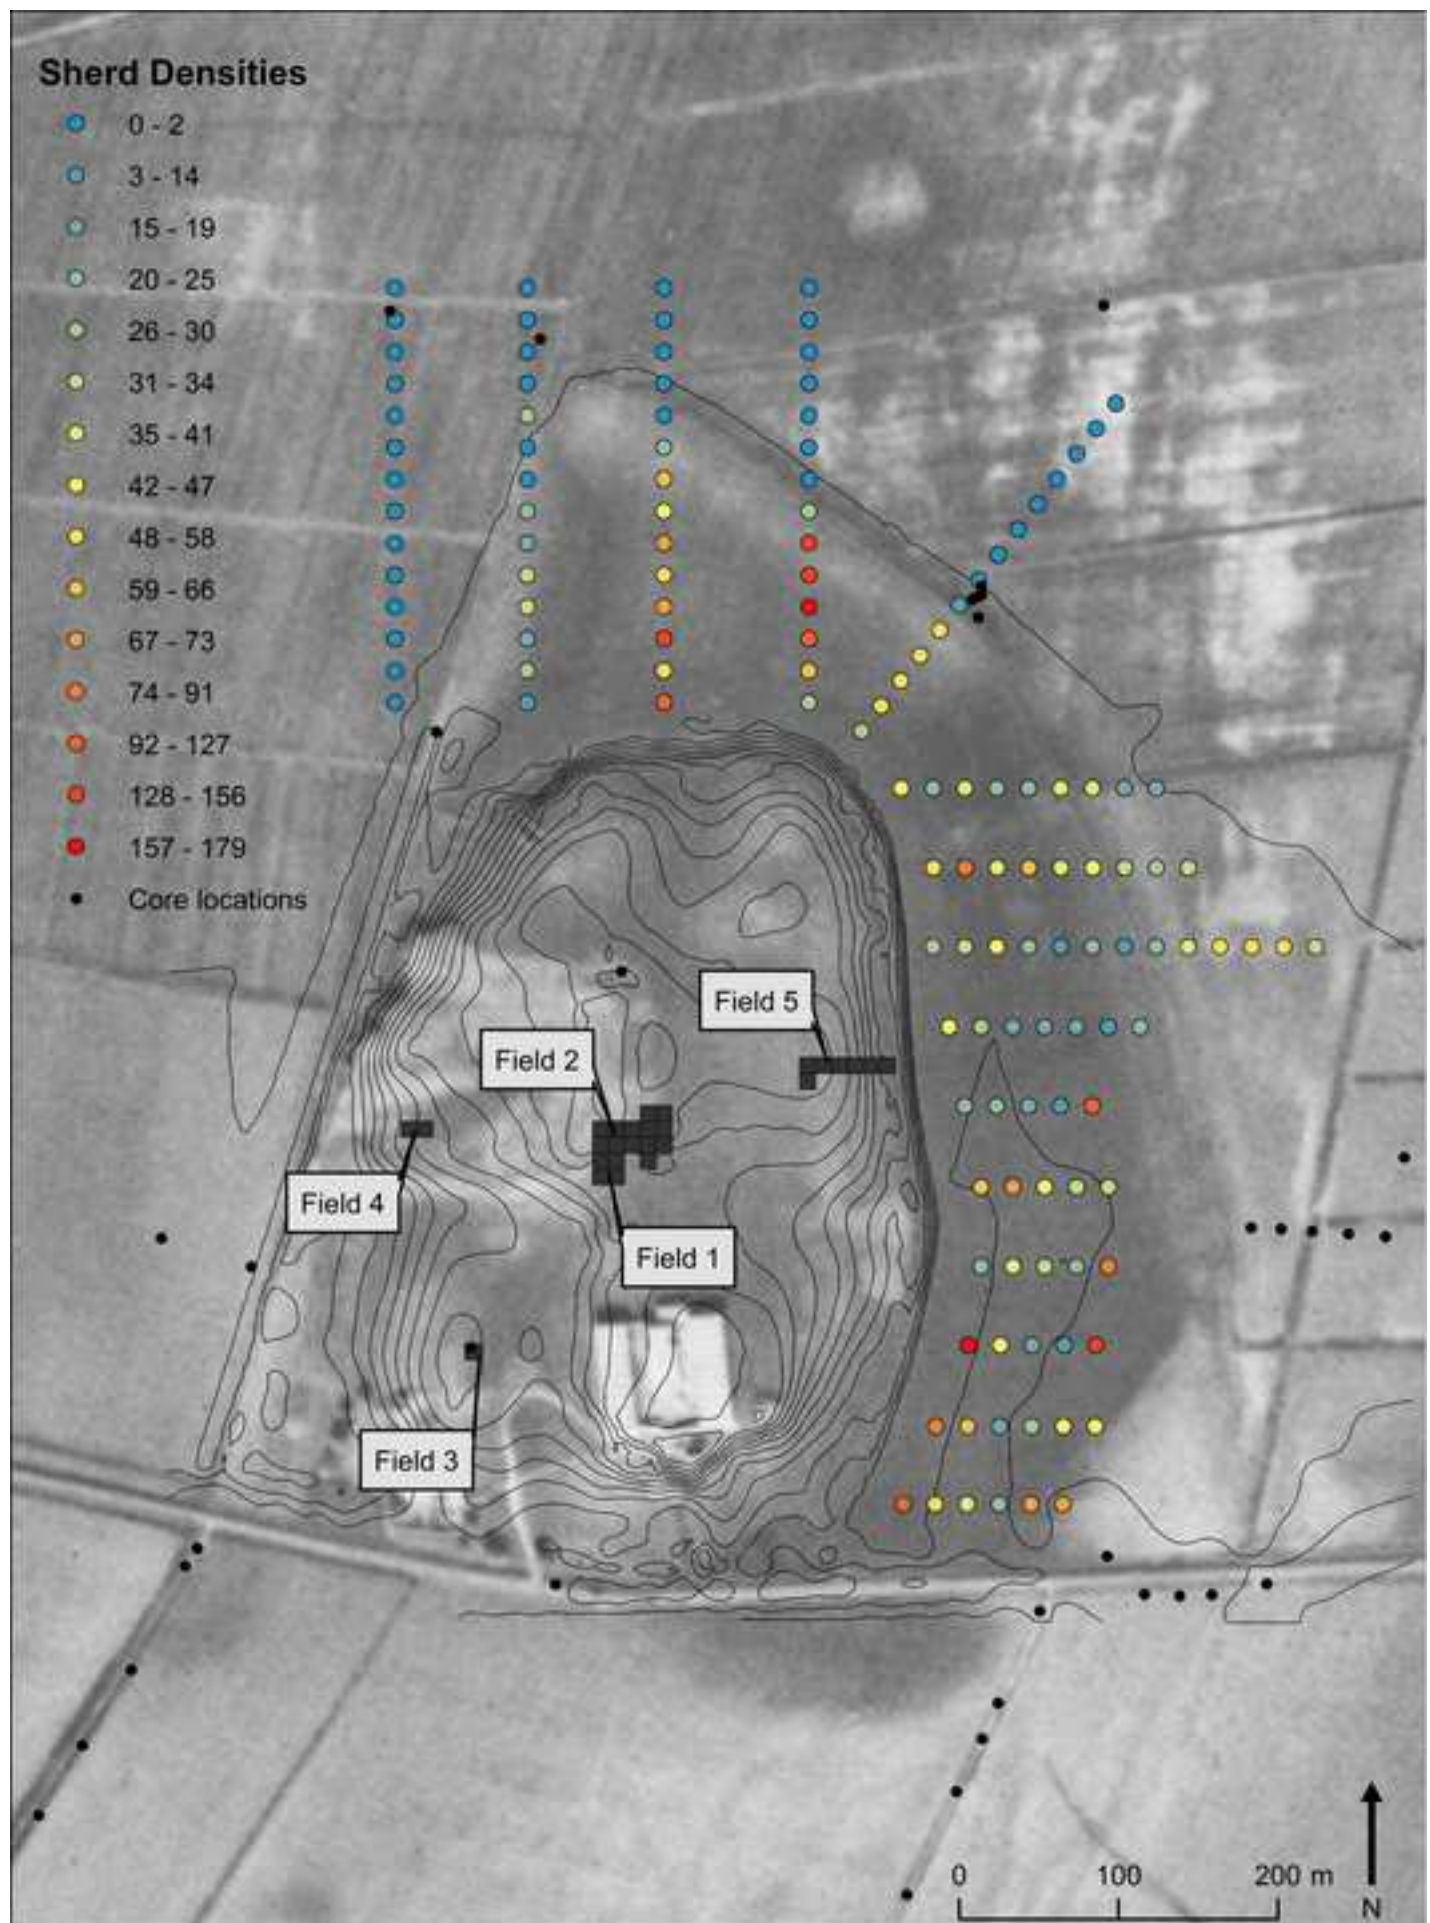 Sherd Densities
0 - 2
3 - 14
15 - 19
20 - 25
26 - 30
31 - 34
35 - 41
42 - 47
48 - 58
59 - 66
67 - 73
74 - 91
92 - 127
128 - 156
157 - 179
Core locations
Field 5
Field 2
Field 4
Field 1
Field 3
0 100 200 m
N